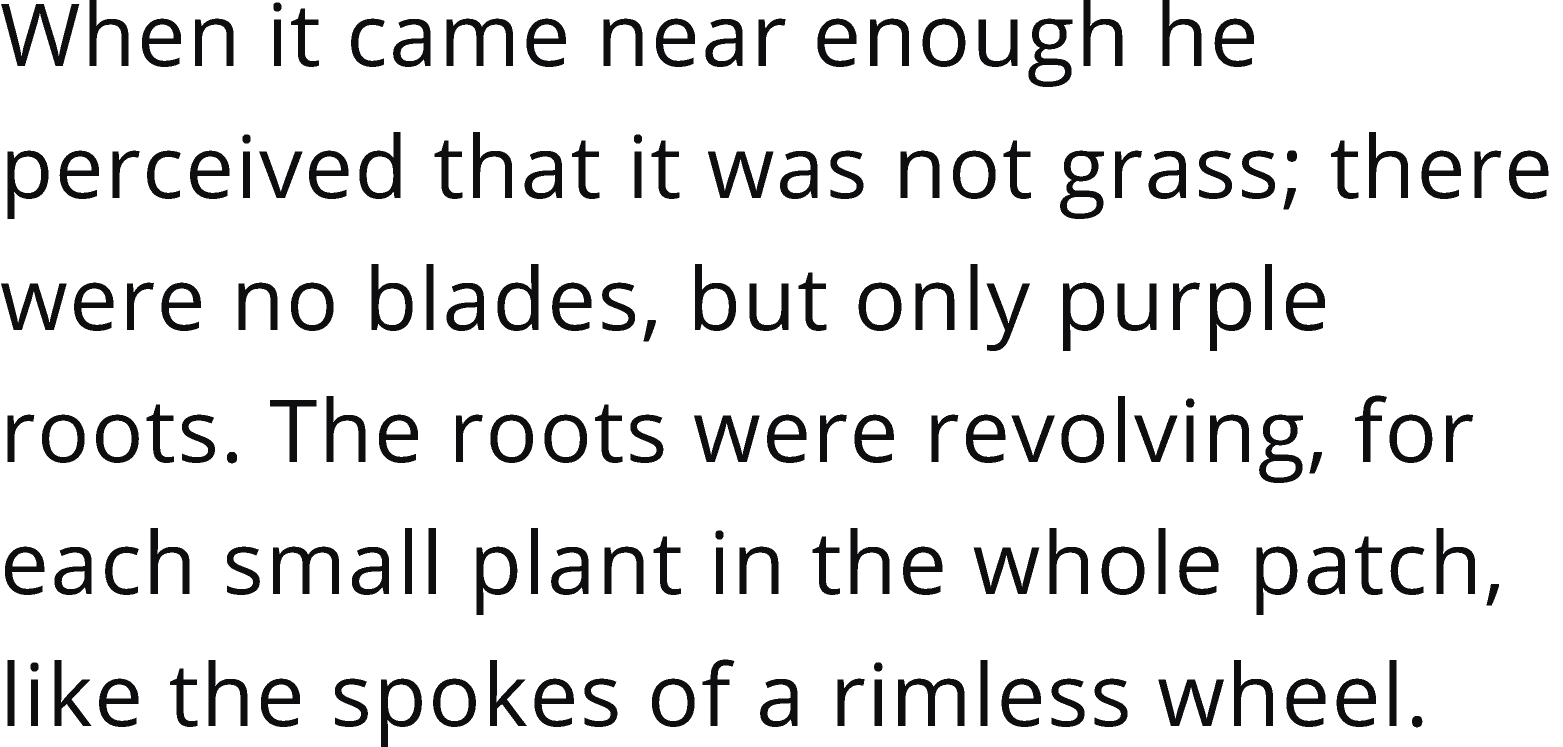 When it came near enough he
perceived that it was not grass; there
were no blades, but only purple
roots. The roots were revolving, for
each small plant in the whole patch,
like the spokes of a rimless wheel.